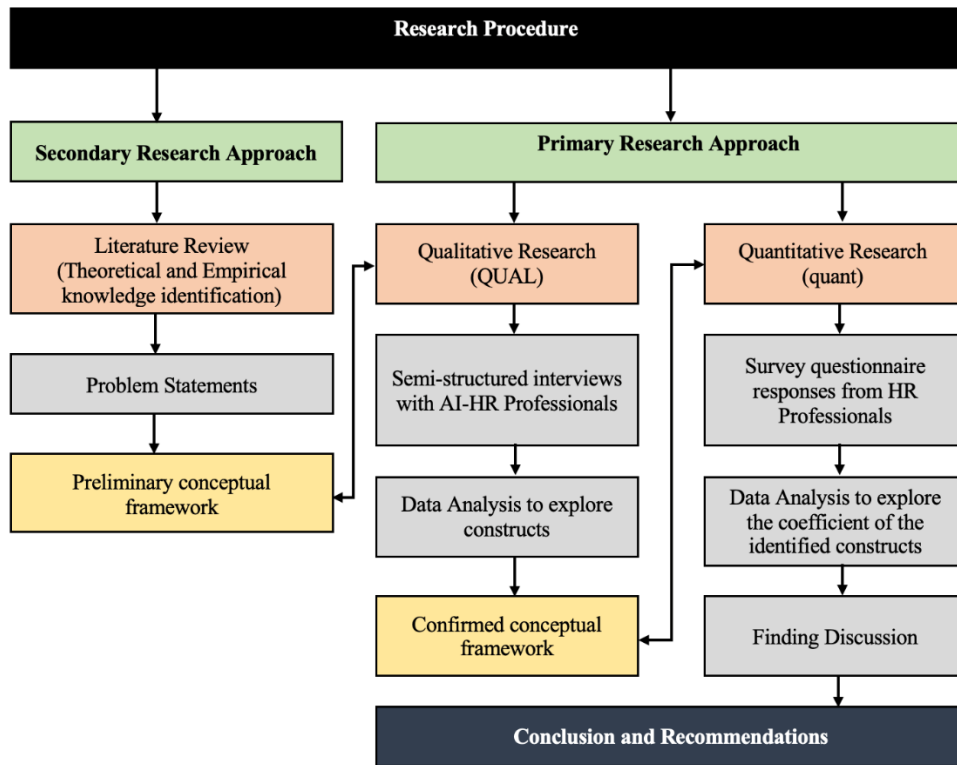 Research Procedure
Secondary Research Approach
Primary Research Approach
Literature Review
(Theoretical and Empirical
knowledge identification)
Problem Statements
Preliminary conceptual
framework
Qualitative Research
(QUAL)
Semi-structured interviews
with AI-HR Professionals
Data Analysis to explore
constructs
Confirmed conceptual
framework
Quantitative Research
(quant)
Survey questionnaire
responses from HR
Professionals
Data Analysis to explore
the coefficient of the
identified constructs
Finding Discussion
Conclusion and Recommendations